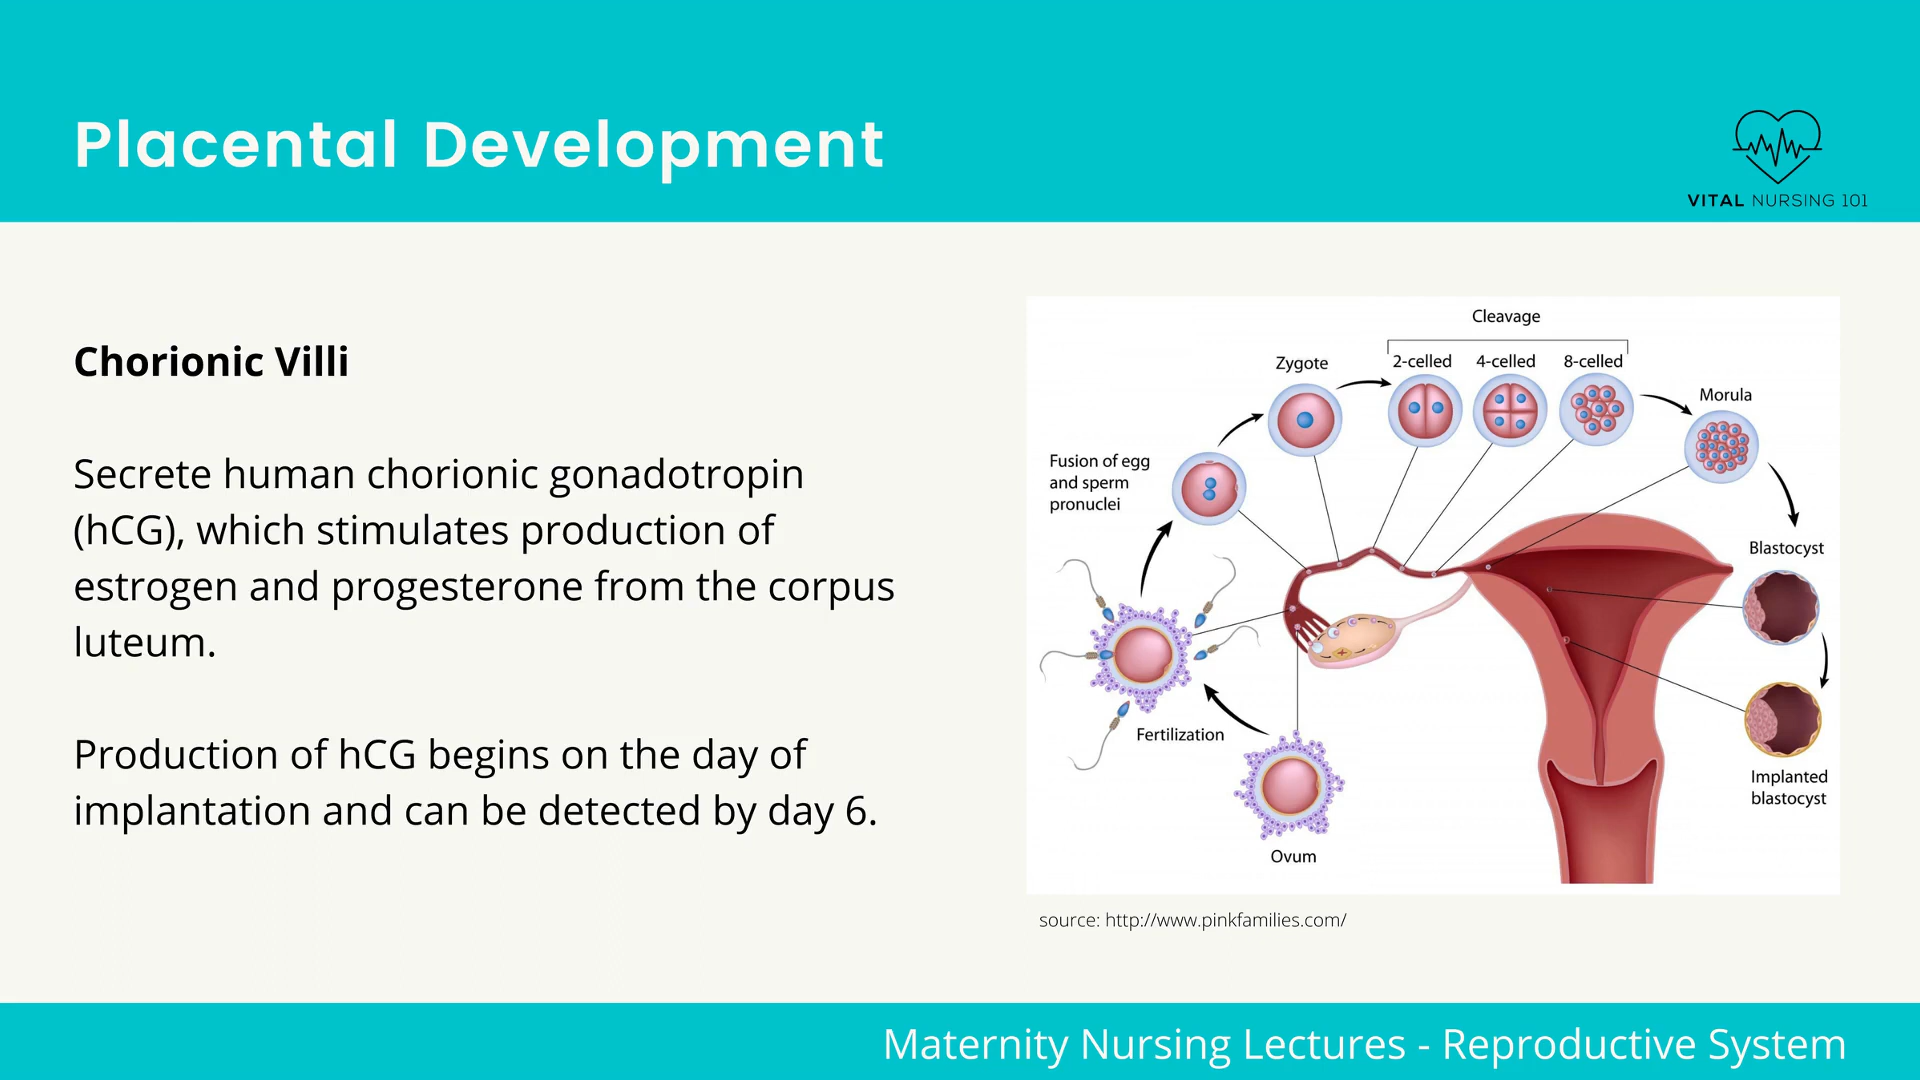 Placental Development
VITAL NURSING 101
Chorionic Villi
Secrete human chorionic gonadotropin
(hCG), which stimulates production of
estrogen and progesterone from the corpus
luteum.
Production of hCG begins on the day of
implantation and can be detected by day 6.
Cleavage
Zygote
2-celled
4-celled
8-celled
Morula
Fusion of egg
and sperm
pronuclei
Blastocyst
Fertilization
Implanted
blastocyst
Ovum
source: http://www.pinkfamilies.com/
Maternity Nursing Lectures - Reproductive System